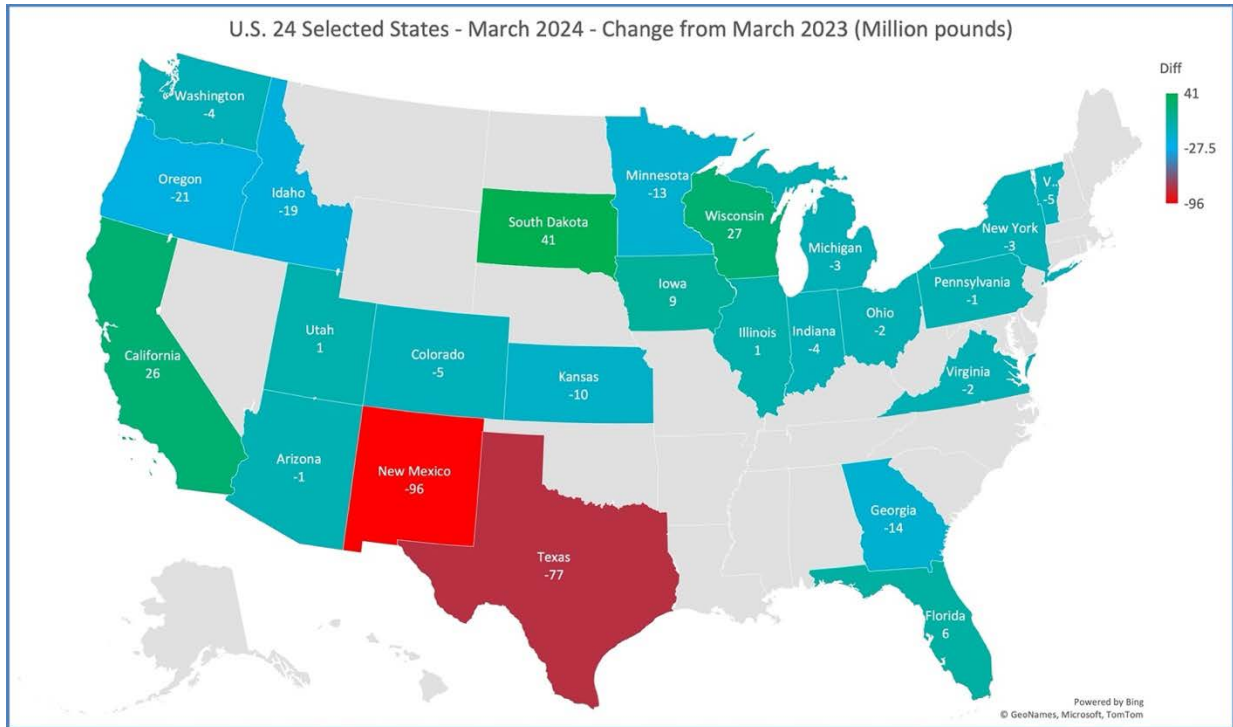 U.S. 24 Selected States - March 2024 - Change from March 2023 (Million pounds)
Diff
41
-27.5
-96
Washington
-4
Oregon
-21
Idaho
-19
Minnesota
-13
South Dakota
41
Wisconsin
27
Michigan
-3
V...
-5
New York
-3
Pennsylvania
-1
Iowa
9
Illinois
1
Indiana
-4
Ohio
-2
Virginia
-2
California
26
Utah
1
Colorado
-5
Kansas
-10
Arizona
-1
New Mexico
-96
Texas
-77
Georgia
-14
Florida
6
Powered by Bing
© GeoNames, Microsoft, TomTom